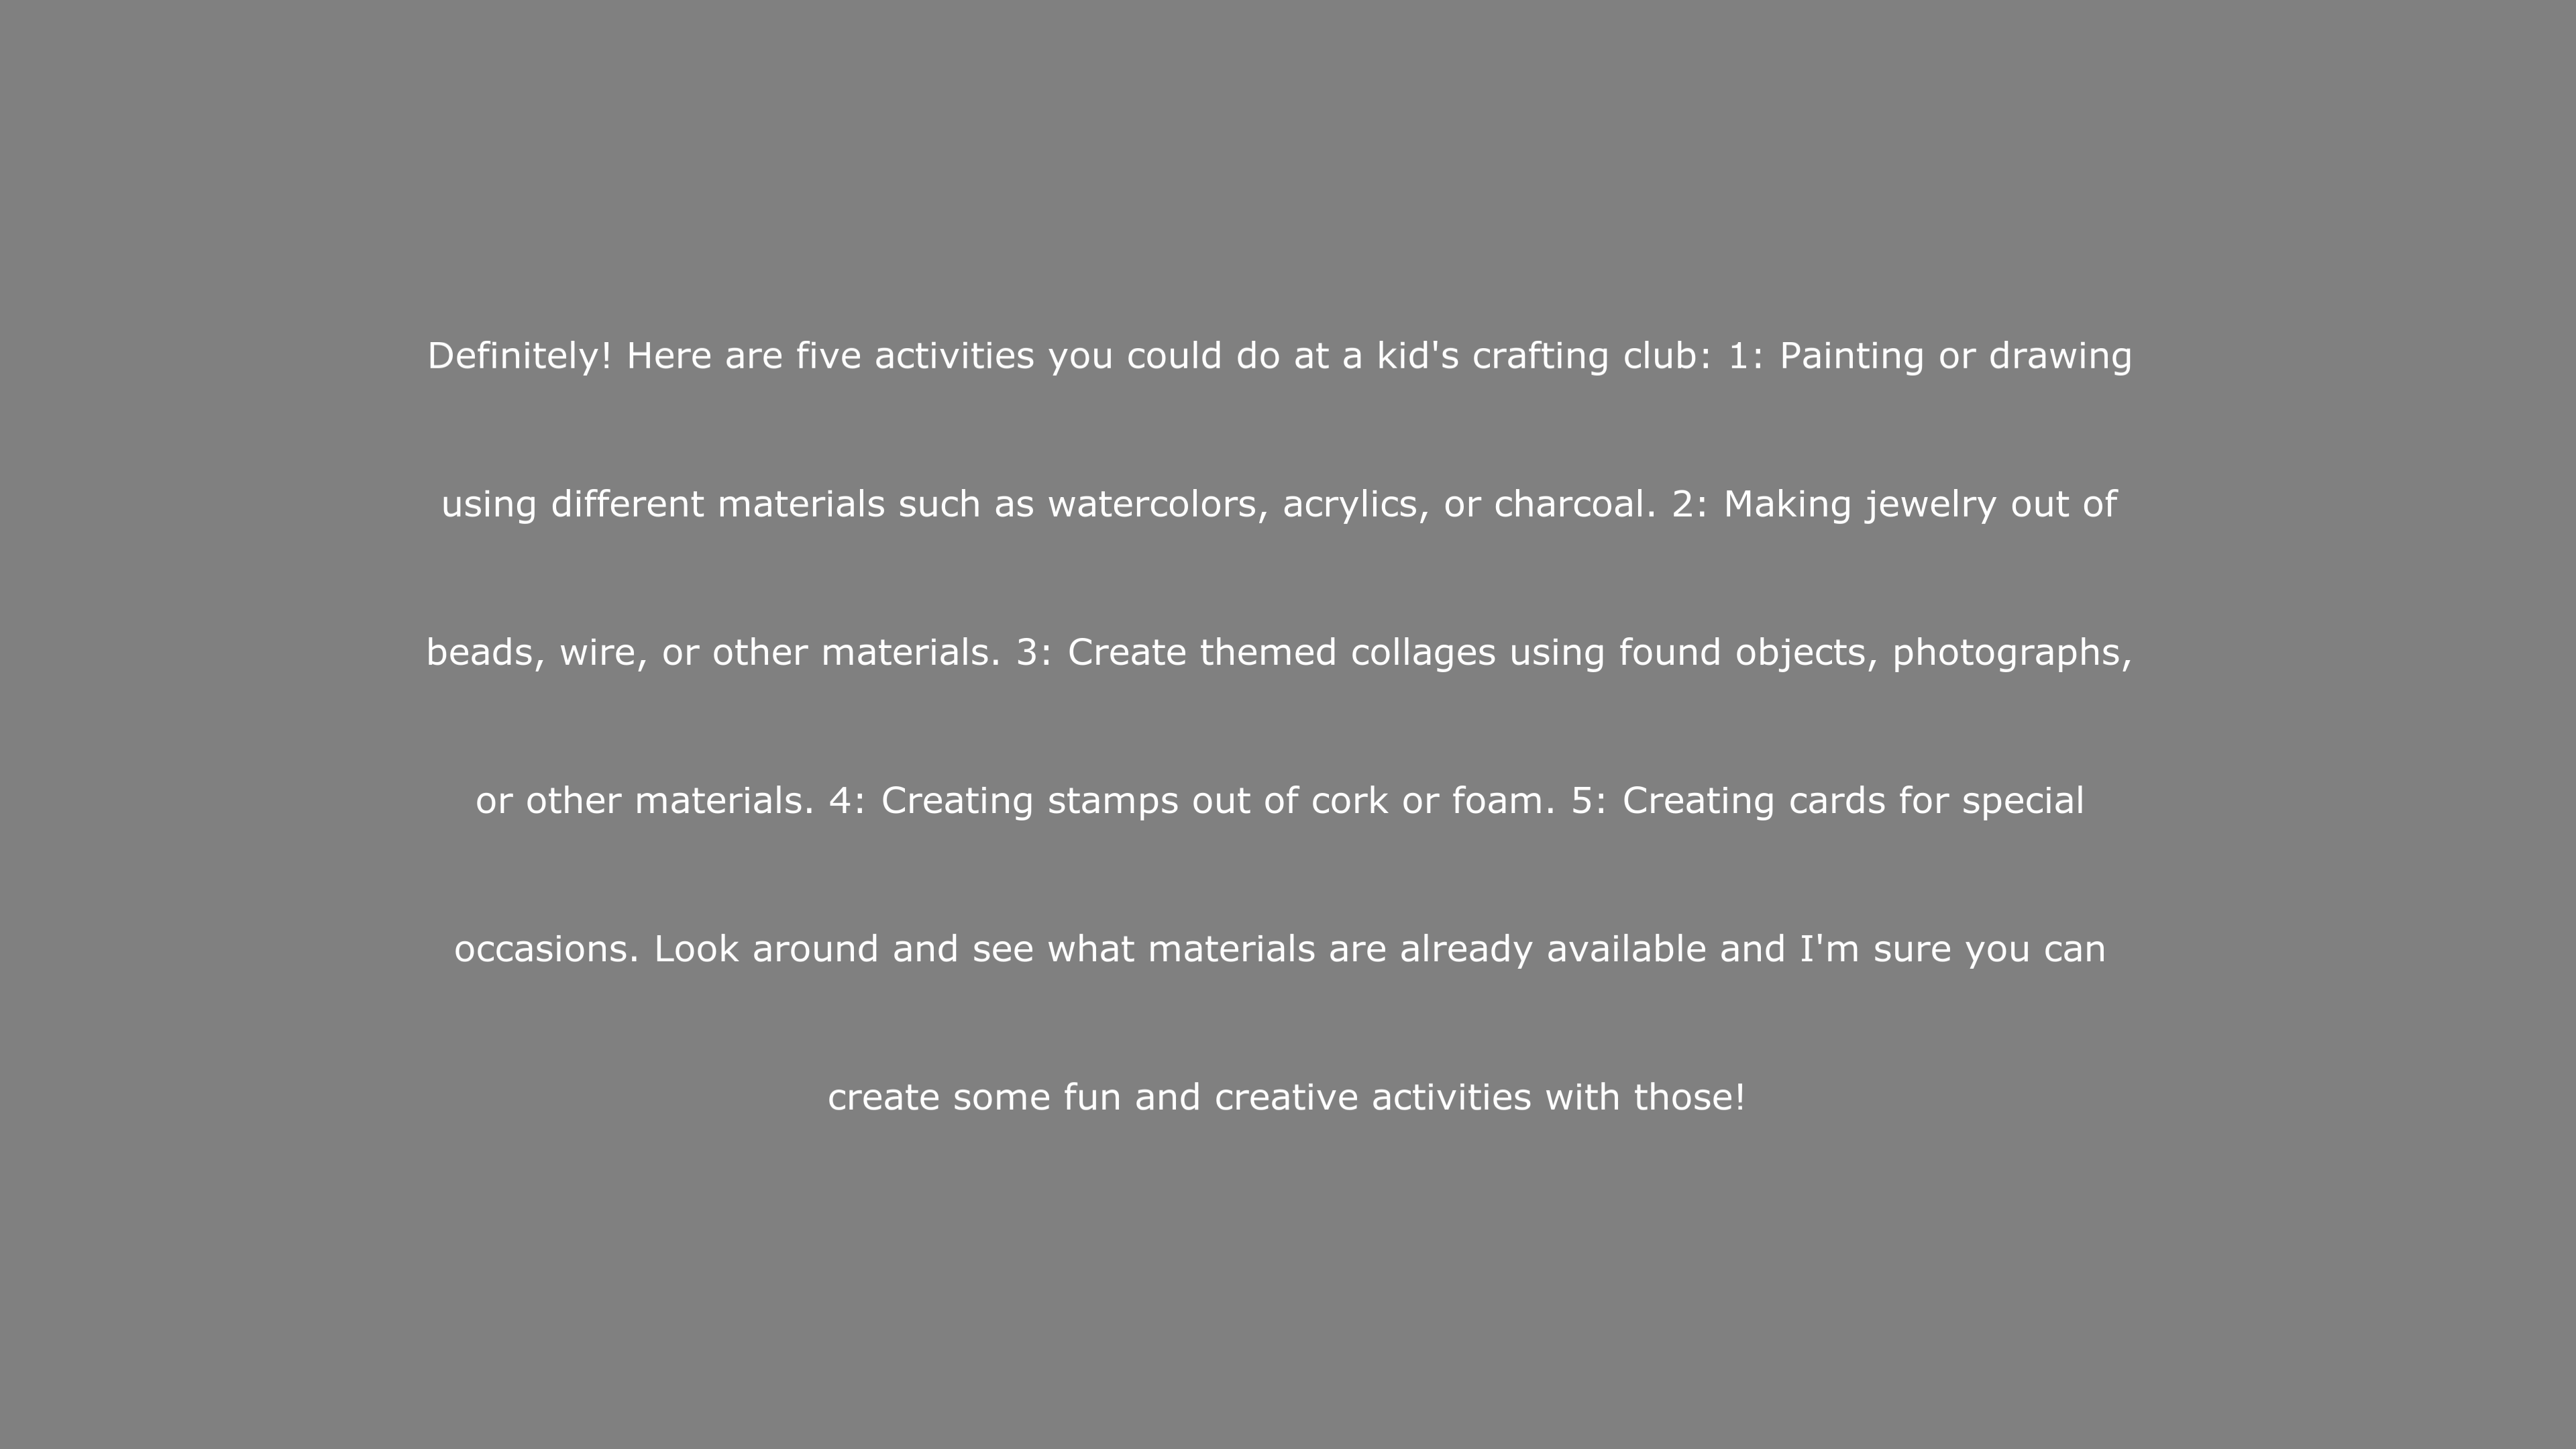 Definitely! Here are five activities you could do at a kid's crafting club: 1: Painting or drawing
using different materials such as watercolors, acrylics, or charcoal. 2: Making jewelry out of
beads, wire, or other materials. 3: Create themed collages using found objects, photographs,
or other materials. 4: Creating stamps out of cork or foam. 5: Creating cards for special
occasions. Look around and see what materials are already available and I'm sure you can
create some fun and creative activities with those!